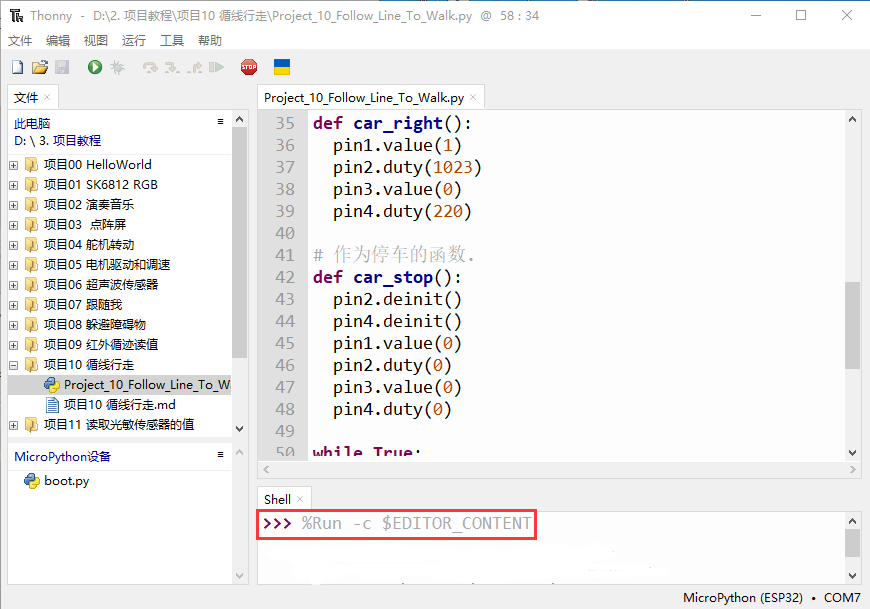 Thonny - D:\2. 项目教程\项目10 循线行走\Project_10_Follow_Line_To_Walk.py @ 58 : 34
文件 编辑 视图 运行 工具 帮助
STOP
文件 ×
此电脑
D: \ 3. 项目教程
项目00 HelloWorld
项目01 SK6812 RGB
项目02 演奏音乐
项目03 点阵屏
项目04 舵机转动
项目05 电机驱动和调速
项目06 超声波传感器
项目07 跟随我
项目08 躲避障碍物
项目09 红外循迹读值
项目10 循线行走
Project_10_Follow_Line_To_W
项目10 循线行走.md
项目11 读取光敏传感器的值
MicroPython设备
boot.py
Project_10_Follow_Line_To_Walk.py ×
35 def car_right():
36 pin1.value(1)
37 pin2.duty(1023)
38 pin3.value(0)
39 pin4.duty(220)
40
41 # 作为停车的函数.
42 def car_stop():
43 pin2.deinit()
44 pin4.deinit()
45 pin1.value(0)
46 pin2.duty(0)
47 pin3.value(0)
48 pin4.duty(0)
49
50 while True:
Shell ×
>>> %Run -c $EDITOR_CONTENT
MicroPython (ESP32) • COM7